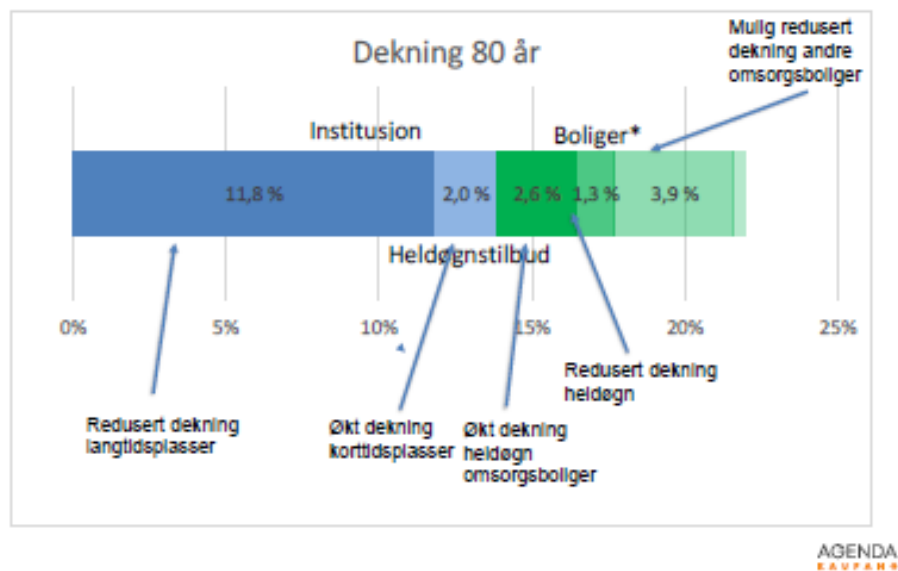 Mulig redusert
dekning andre
omsorgsboliger
Dekning 80 år
Institusjon
Boliger*
11,8 %
2,0 %
2,6 %
1,3 %
3,9 %
Heldøgnstilbud
0%
5%
10%
15%
20%
25%
Redusert dekning
heldøgn
Redusert dekning
langtidsplasser
Økt dekning
korttidsplasser
Økt dekning
heldøgn
omsorgsboliger
AGENDA
KAUPANG